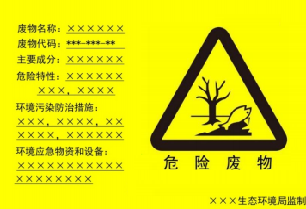 废物名称：××××××
废物代码：***-***-**
主要成分：××××××
危险特性：××××××
×××，××××
环境污染防治措施：
×××，××××，××
××××，××××××
环境应急物资和设备：
×××××××××××
×××××××××××
危险废物
×××生态环境局监制